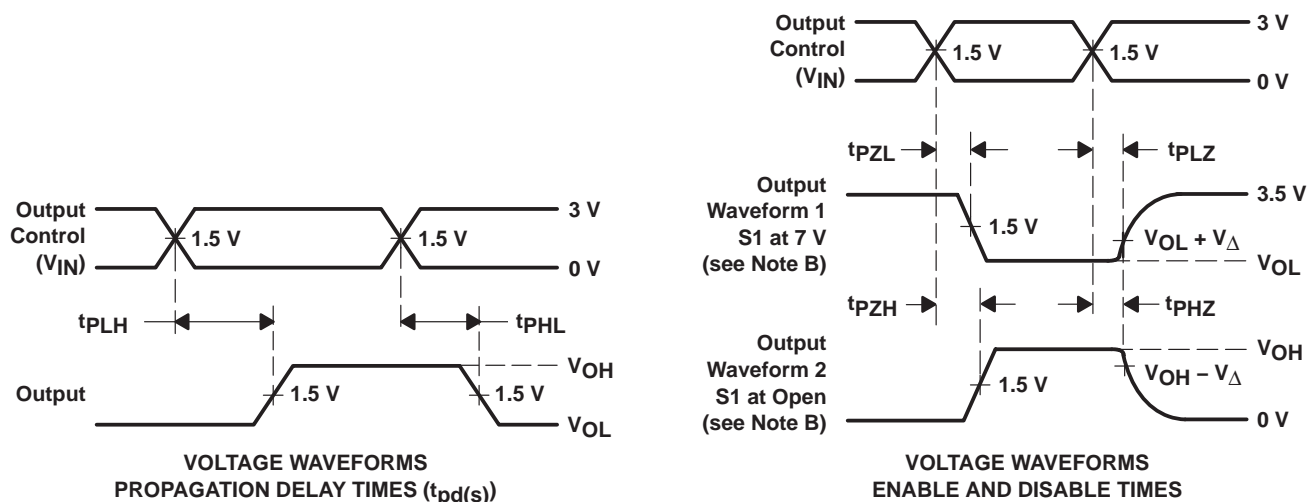 Output
Control
(VIN)
1.5 V
1.5 V
3 V
0 V
tPLH
tPHL
Output
1.5 V
1.5 V
VOH
VOL
VOLTAGE WAVEFORMS
PROPAGATION DELAY TIMES (tpd(s))
Output
Control
(VIN)
1.5 V
1.5 V
3 V
0 V
tPZL
tPLZ
Output
Waveform 1
S1 at 7 V
(see Note B)
1.5 V
3.5 V
VOL + VΔ
VOL
tPZH
tPHZ
Output
Waveform 2
S1 at Open
(see Note B)
1.5 V
VOH
VOH − VΔ
0 V
VOLTAGE WAVEFORMS
ENABLE AND DISABLE TIMES